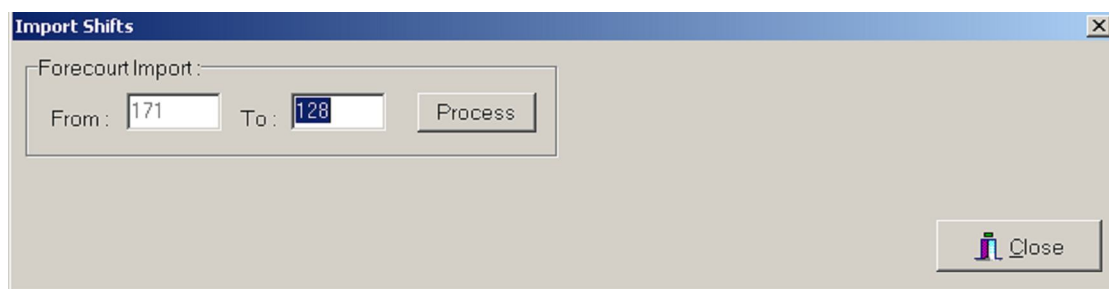 Import Shifts
Forecourt Import :
From : 171 To : 128 Process
Close